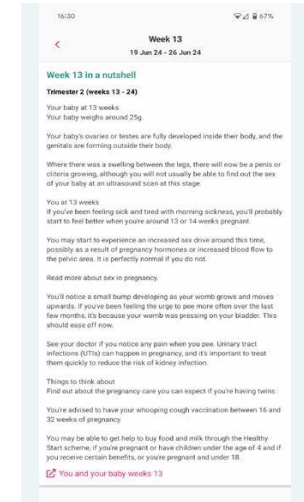 16:30
67%
Week 13
19 Jun 24 - 26 Jun 24
Week 13 in a nutshell
Trimester 2 (weeks 13 - 24)
Your baby at 13 weeks
Your baby weighs around 25g.
Your baby's ovaries or testes are fully developed inside their body, and the
genitals are forming outside their body.
Where there was a swelling between the legs, there will now be a penis or
clitoris growing, although you will not usually be able to find out the sex
of your baby at an ultrasound scan at this stage.
You at 13 weeks
If you've been feeling sick and tired with morning sickness, you'll probably
start to feel better when you're around 13 or 14 weeks pregnant.
You may start to experience an increased sex drive around this time,
possibly as a result of pregnancy hormones or increased blood flow to
the pelvic area. It is perfectly normal if you do not.
Read more about sex in pregnancy.
You'll notice a small bump developing as your womb grows and moves
upwards. If you've been feeling the urge to pee more often over the last
few months, it's because your womb was pressing on your bladder. This
should ease off now.
See your doctor if you notice any pain when you pee. Urinary tract
infections (UTIs) can happen in pregnancy, and it's important to treat
them quickly to reduce the risk of kidney infection.
Things to think about
Find out about the pregnancy care you can expect if you're having twins.
You're advised to have your whooping cough vaccination between 16 and
32 weeks of pregnancy.
You may be able to get help to buy food and milk through the Healthy
Start scheme, if you're pregnant or have children under the age of 4 and if
you receive certain benefits, or you're pregnant and under 18.
You and your baby weeks 13